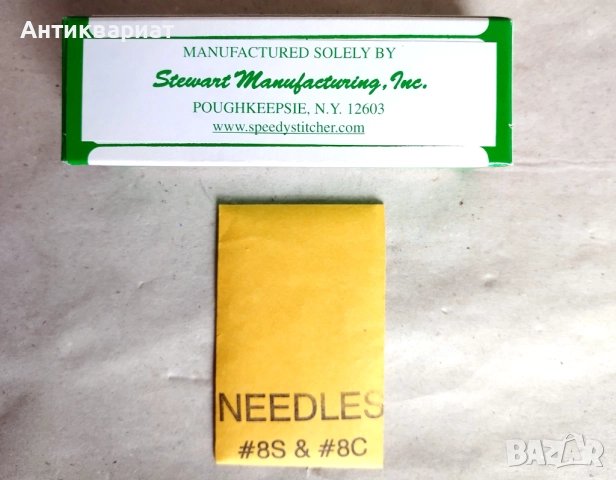 Антиквариат
MANUFACTURED SOLELY BY
Stewart Manufacturing, Inc.
POUGHKEEPSIE, N.Y. 12603
www.speedystitcher.com
NEEDLES
#8S & #8C
BAZAR